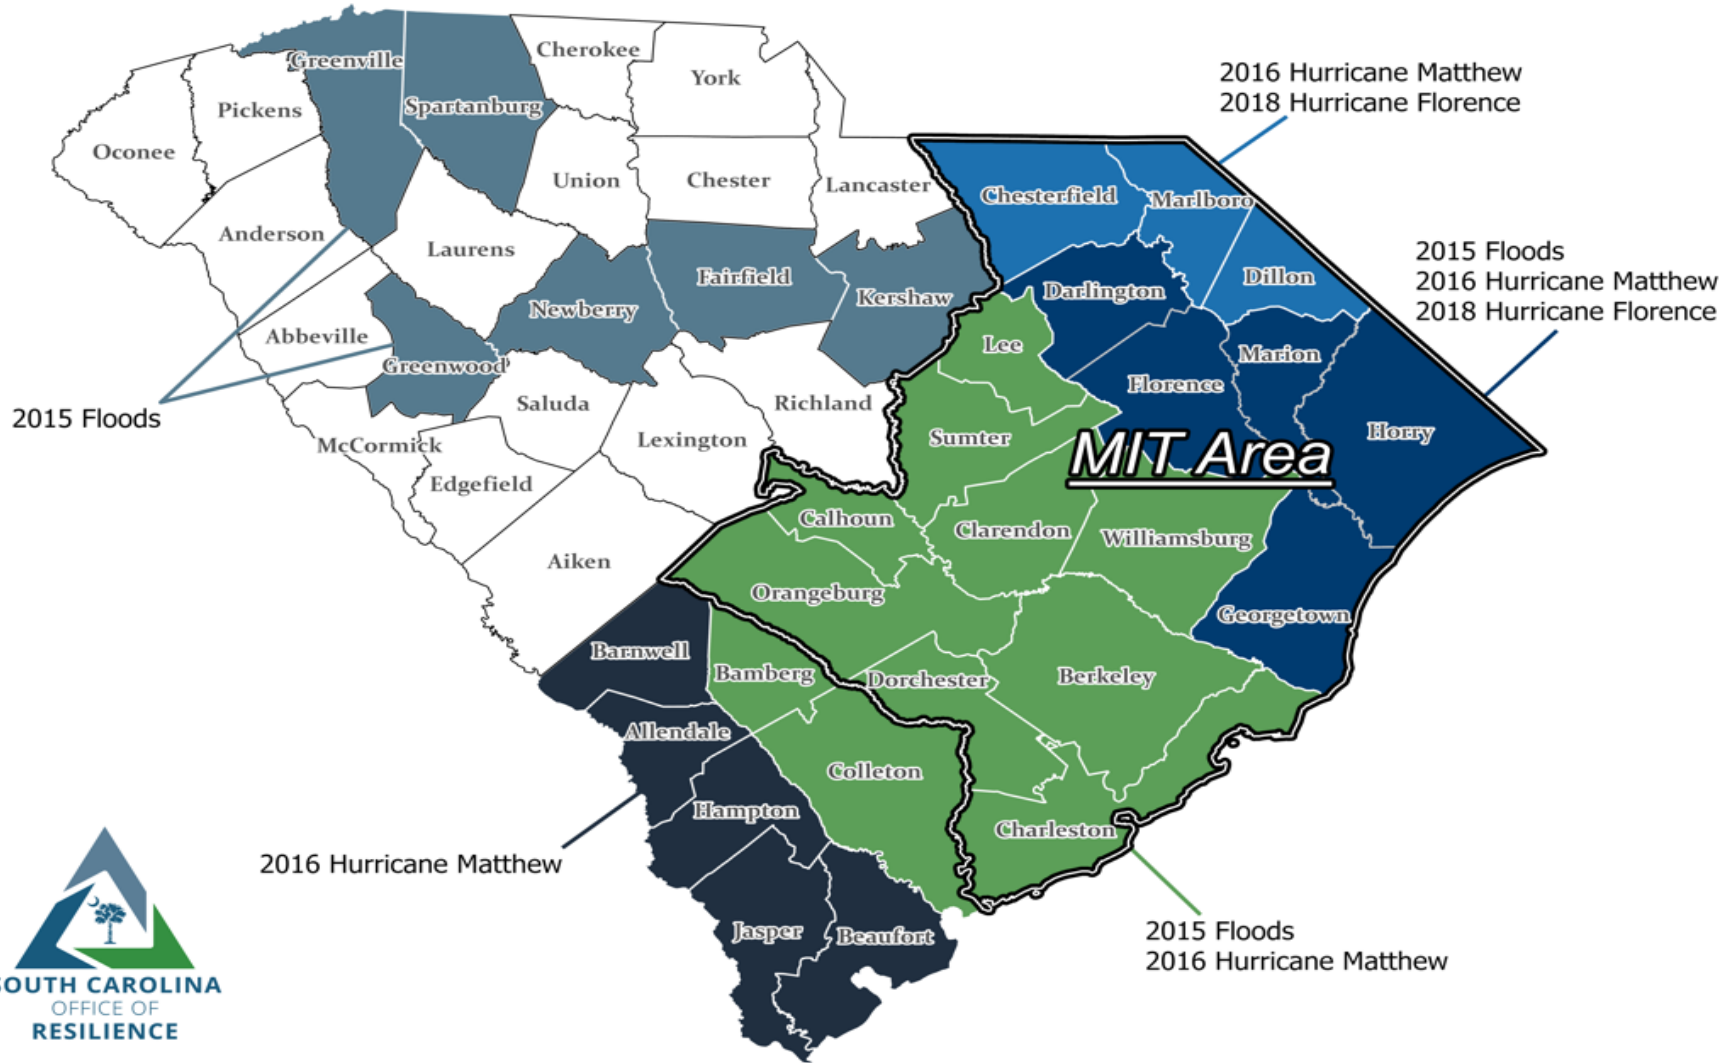 Greenville
Spartanburg
Cherokee
York
Pickens
Oconee
Union
Chester
Lancaster
Anderson
Laurens
Newberry
Fairfield
Kershaw
Abbeville
Greenwood
Saluda
McCormick
Edgefield
Lexington
Richland
Aiken
2015 Floods
2016 Hurricane Matthew
2018 Hurricane Florence
Chesterfield
Marlboro
Dillon
2015 Floods
2016 Hurricane Matthew
2018 Hurricane Florence
Darlington
Lee
Marion
Florence
Horry
Sumter
MIT Area
Calhoun
Clarendon
Williamsburg
Orangeburg
Georgetown
Barnwell
Bamberg
Dorchester
Berkeley
Allendale
Colleton
Hampton
Charleston
Jasper
Beaufort
2016 Hurricane Matthew
2015 Floods
2016 Hurricane Matthew
SOUTH CAROLINA
OFFICE OF
RESILIENCE